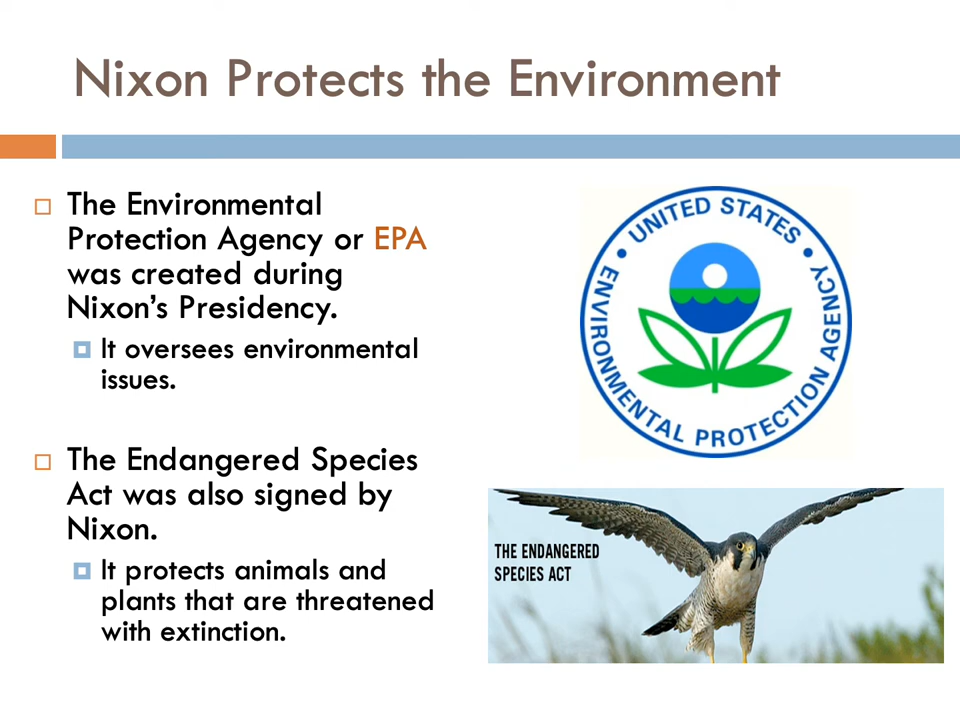 Nixon Protects the Environment
The Environmental
Protection Agency or EPA
was created during
Nixon’s Presidency.
It oversees environmental
issues.
The Endangered Species
Act was also signed by
Nixon.
It protects animals and
plants that are threatened
with extinction.
UNITED STATES
ENVIRONMENTAL PROTECTION AGENCY
THE ENDANGERED
SPECIES ACT